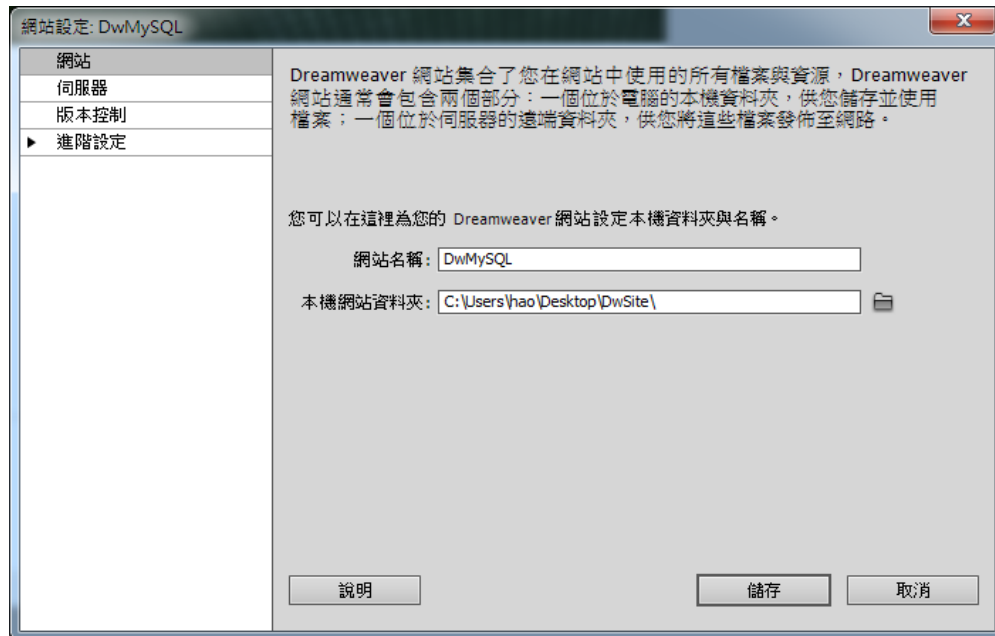 網站設定: DwMySQL
網站
伺服器
版本控制
進階設定
Dreamweaver 網站集合了您在網站中使用的所有檔案與資源，Dreamweaver
網站通常會包含兩個部分：一個位於電腦的本機資料夾，供您儲存並使用
檔案；一個位於伺服器的遠端資料夾，供您將這些檔案發佈至網路。
您可以在這裡為您的 Dreamweaver 網站設定本機資料夾與名稱。
網站名稱: DwMySQL
本機網站資料夾: C:\Users\hao\Desktop\DwSite\
說明 儲存 取消